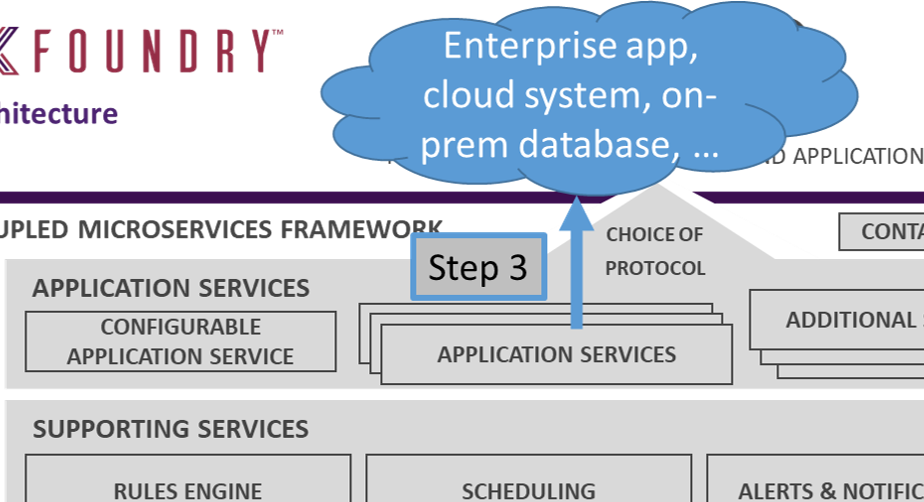 FOUNDRY™
Enterprise app,
cloud system, on-
prem database, ...
hitecture
D APPLICATION
UPLED MICROSERVICES FRAMEWORK
CHOICE OF
PROTOCOL
CONTA
Step 3
APPLICATION SERVICES
CONFIGURABLE
APPLICATION SERVICE
APPLICATION SERVICES
ADDITIONAL
SUPPORTING SERVICES
RULES ENGINE
SCHEDULING
ALERTS & NOTIFIC